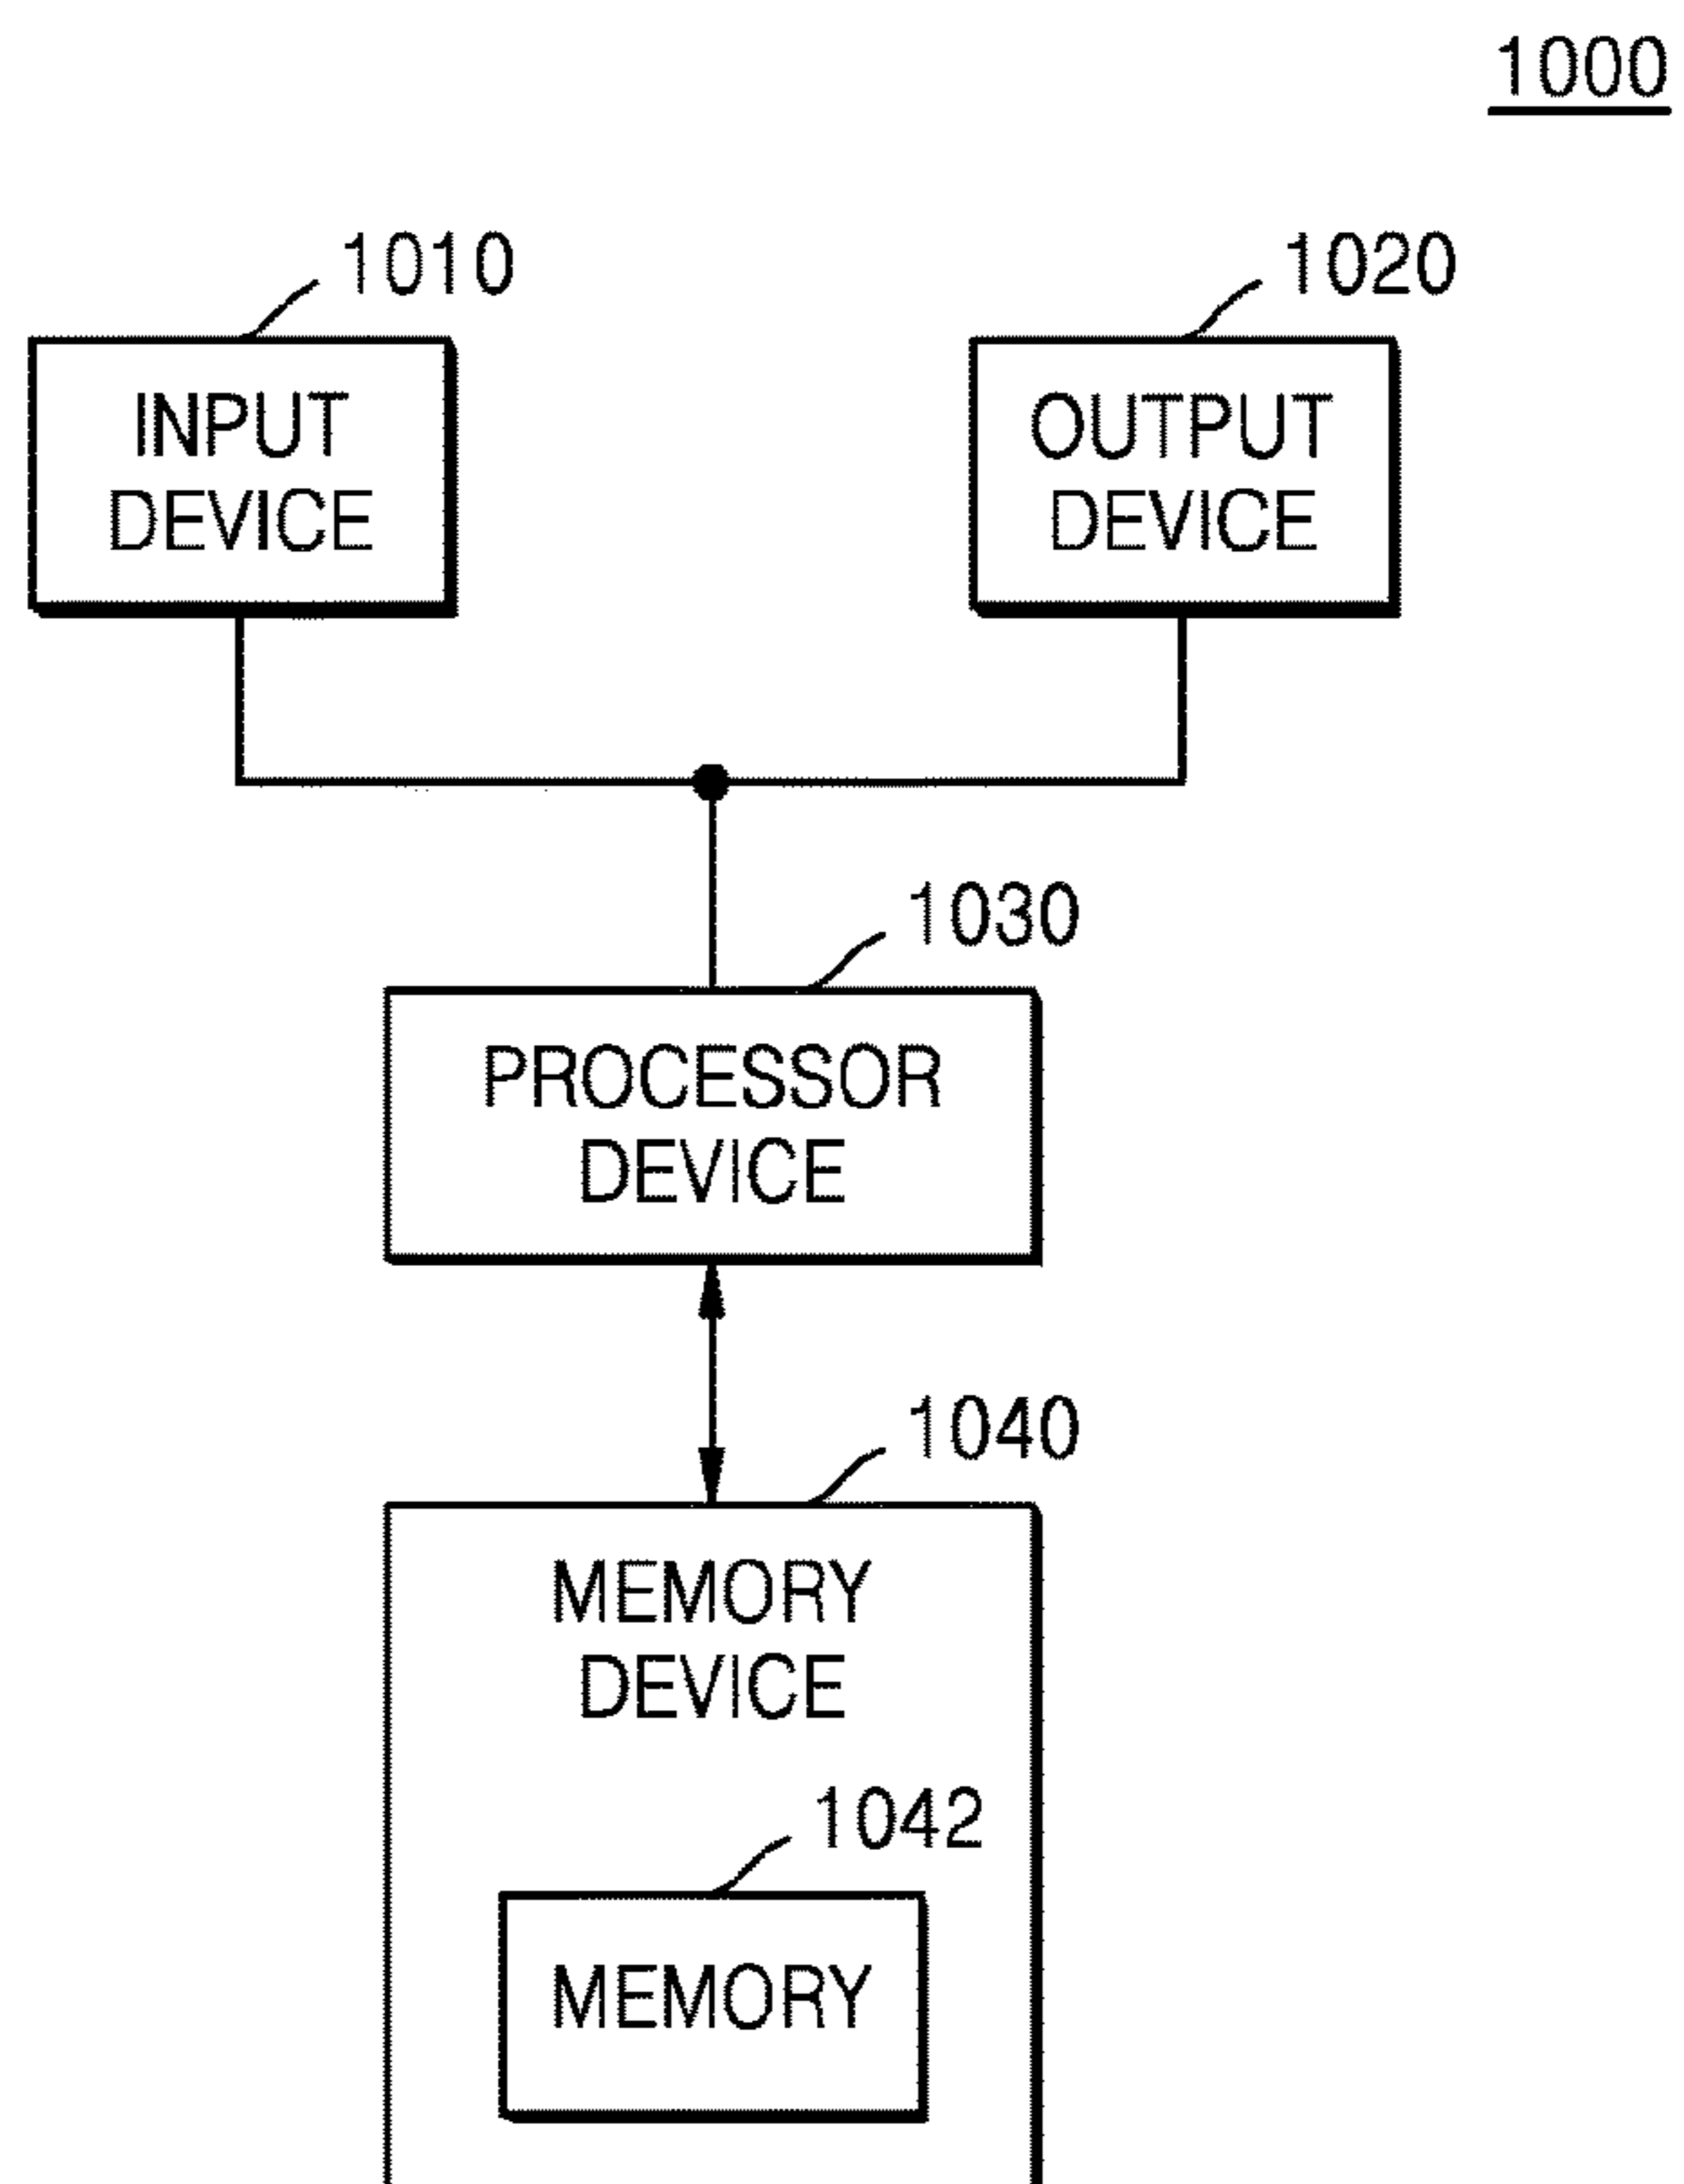 1000
1010
1020
INPUT
DEVICE
OUTPUT
DEVICE
1030
PROCESSOR
DEVICE
1040
MEMORY
DEVICE
1042
MEMORY